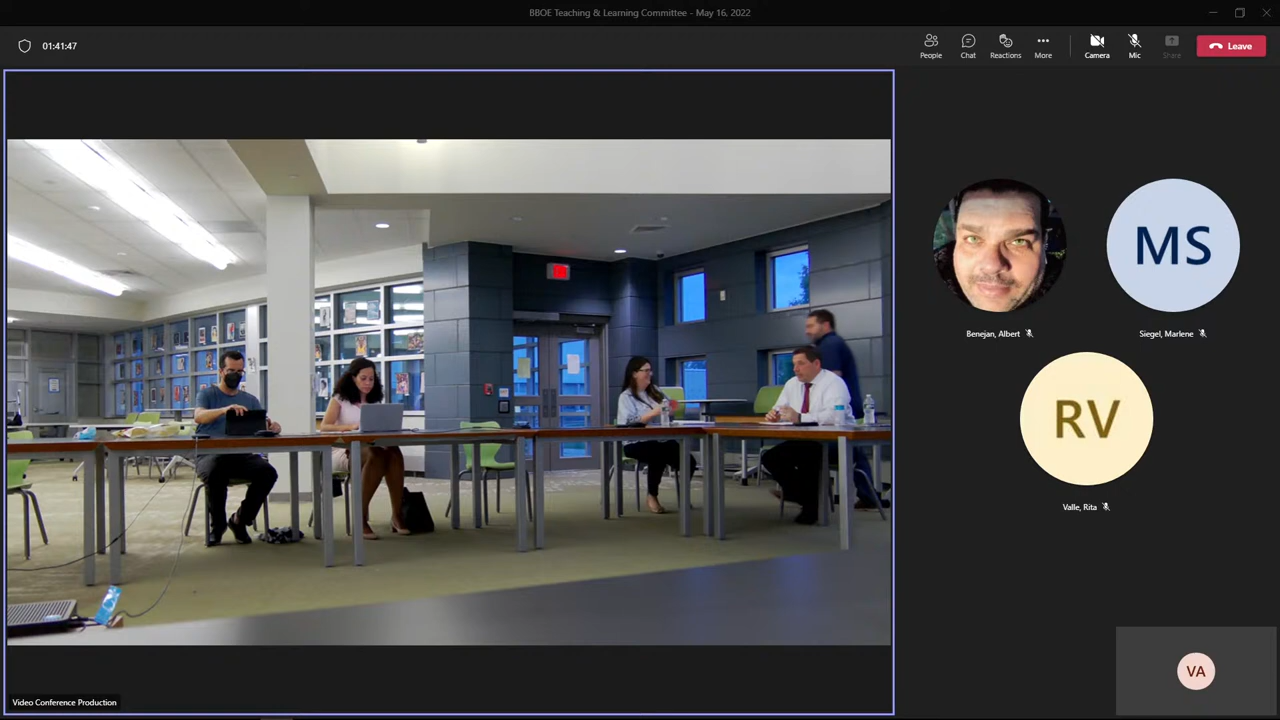 BBOE Teaching & Learning Committee - May 16, 2022
01:41:47
People
Chat
Reactions
More
Camera
Mic
Share
Leave
MS
Benejan, Albert
Siegel, Marlene
RV
Valle, Rita
VA
Video Conference Production